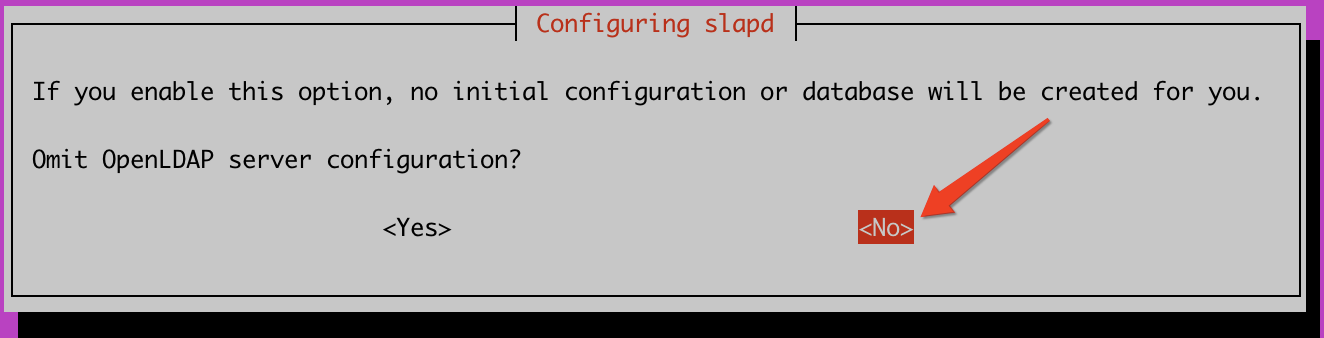 Configuring slapd
If you enable this option, no initial configuration or database will be created for you.
Omit OpenLDAP server configuration?
<Yes> <No>